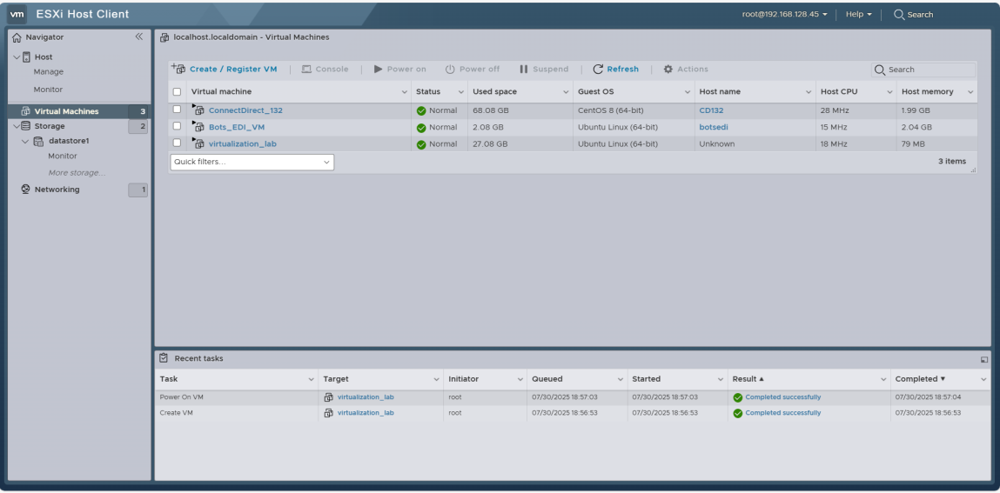 vm ESXi Host Client
root@192.168.128.45 Help Search
Navigator
Host
Manage
Monitor
Virtual Machines 3
Storage 2
datastore1
Monitor
More storage...
Networking 1
localhost.localdomain - Virtual Machines
Create / Register VM Console Power on Power off Suspend Refresh Actions Search
Virtual machine Status Used space Guest OS Host name Host CPU Host memory
ConnectDirect_132 Normal 68.08 GB CentOS 8 (64-bit) CD132 28 MHz 1.99 GB
Bots_EDI_VM Normal 2.08 GB Ubuntu Linux (64-bit) botsedi 15 MHz 2.04 GB
virtualization_lab Normal 27.08 GB Ubuntu Linux (64-bit) Unknown 18 MHz 79 MB
Quick filters... 3 items
Recent tasks
Task Target Initiator Queued Started Result Completed
Power On VM virtualization_lab root 07/30/2025 18:57:03 07/30/2025 18:57:03 Completed successfully 07/30/2025 18:57:04
Create VM virtualization_lab root 07/30/2025 18:56:53 07/30/2025 18:56:53 Completed successfully 07/30/2025 18:56:53